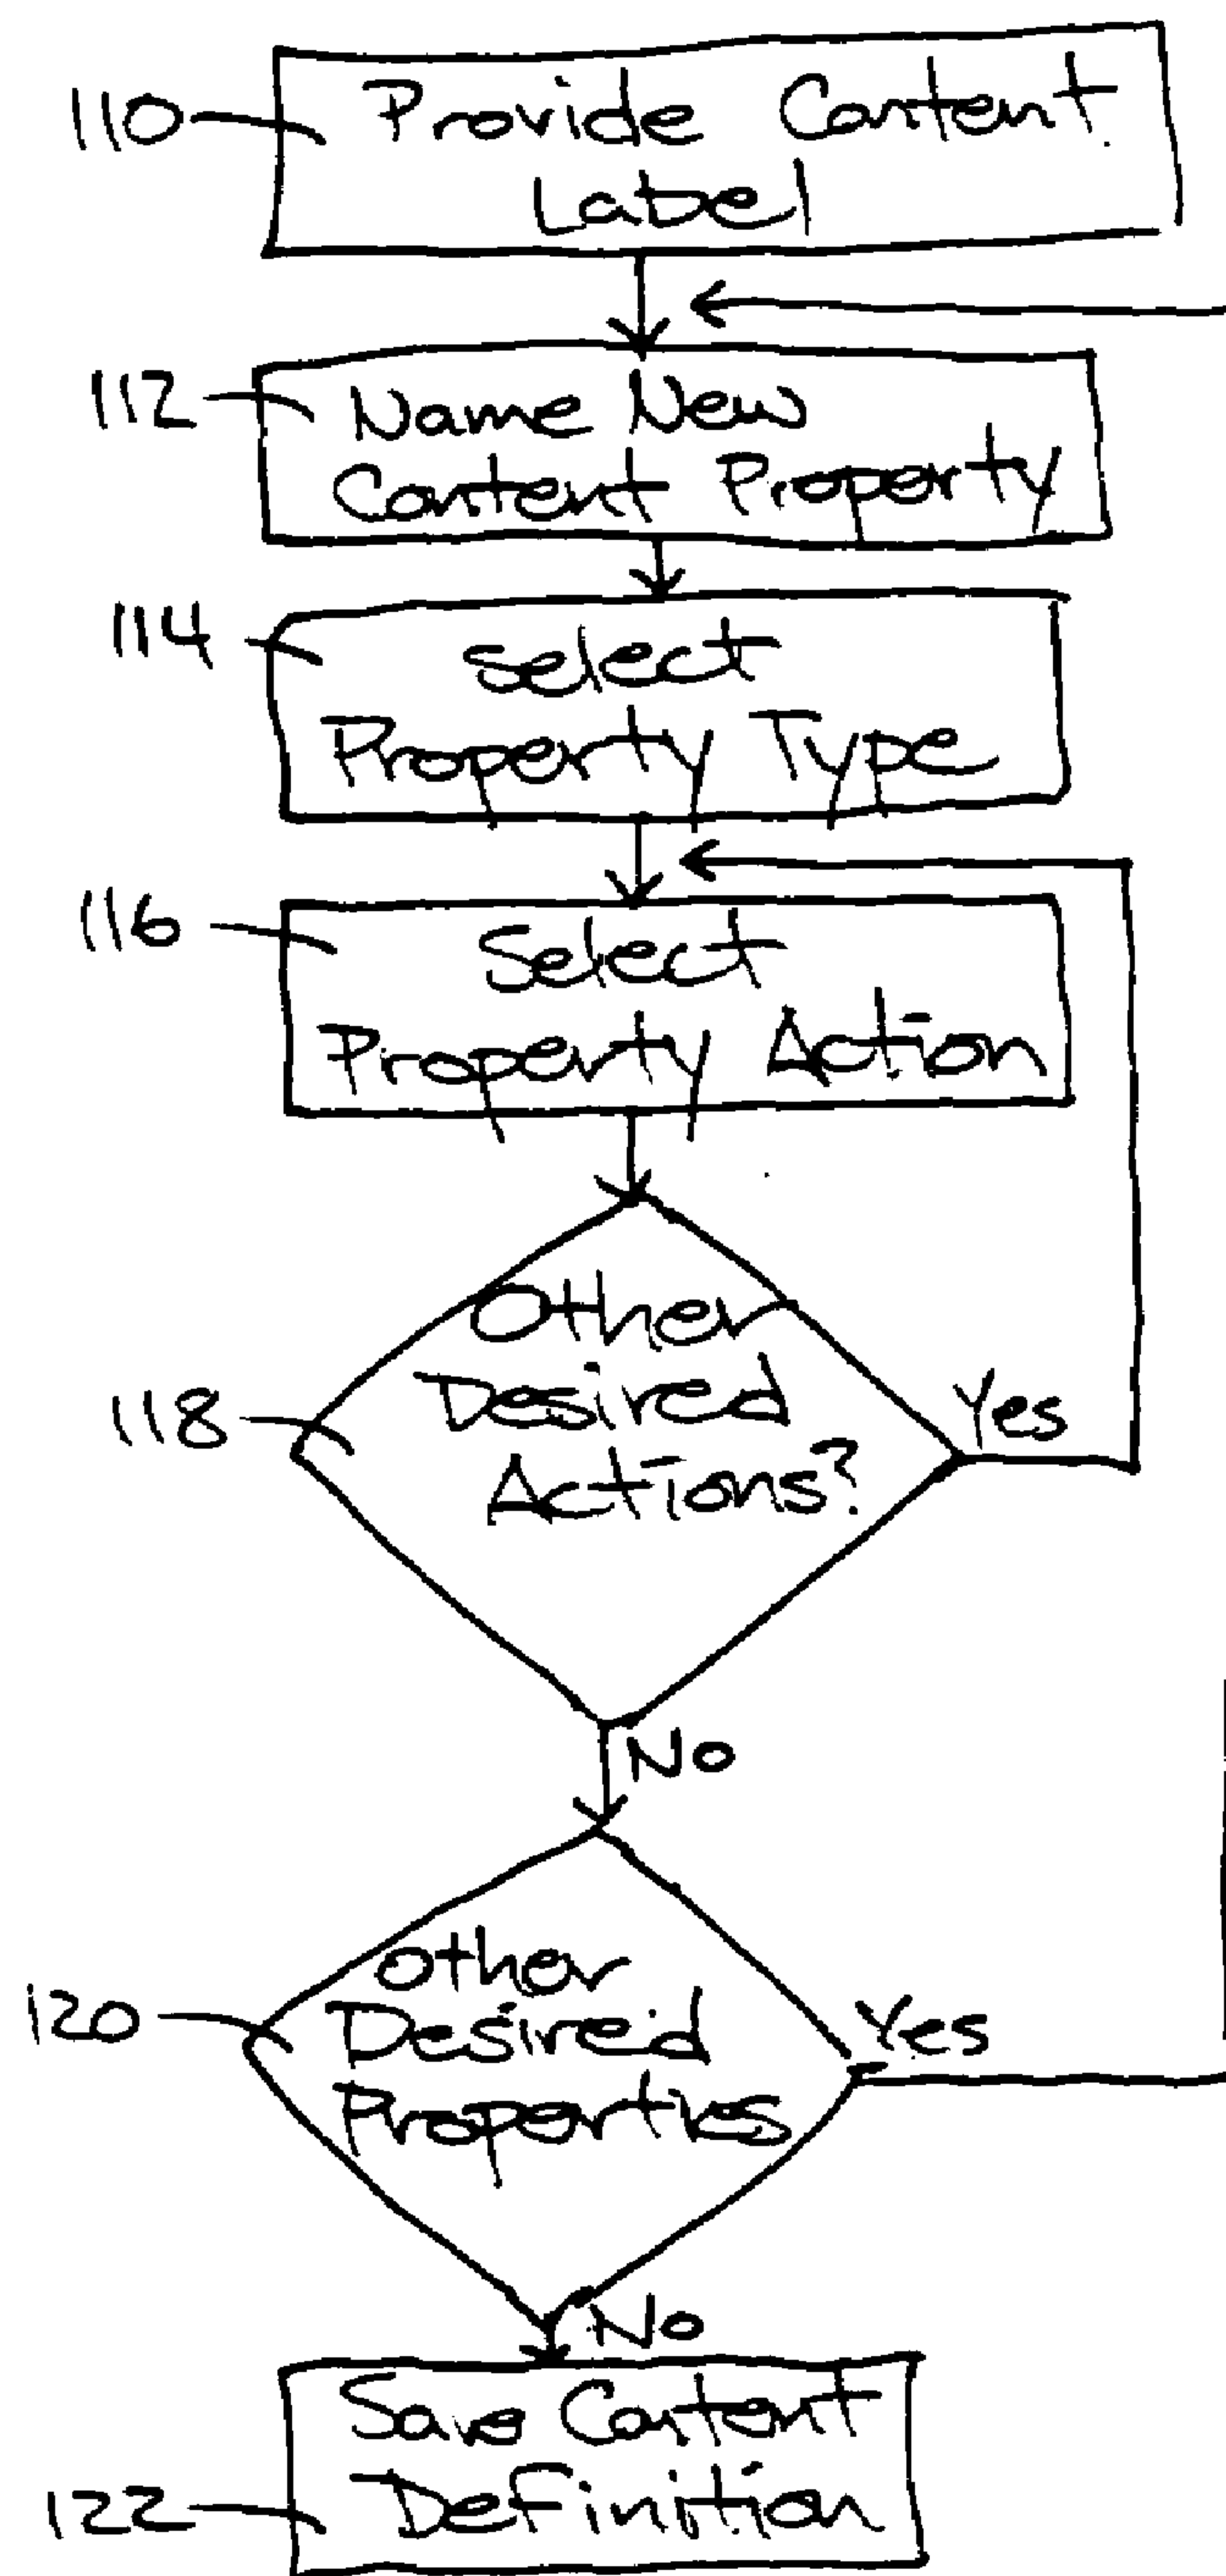 110 Provide Content
Label
112 Name New
Content Property
114 Select
Property Type
116 Select
Property Action
Other
Desired
118 Actions?
Yes
No
other
120 Desired
Yes
Properties
No
Save Content
122 Definition